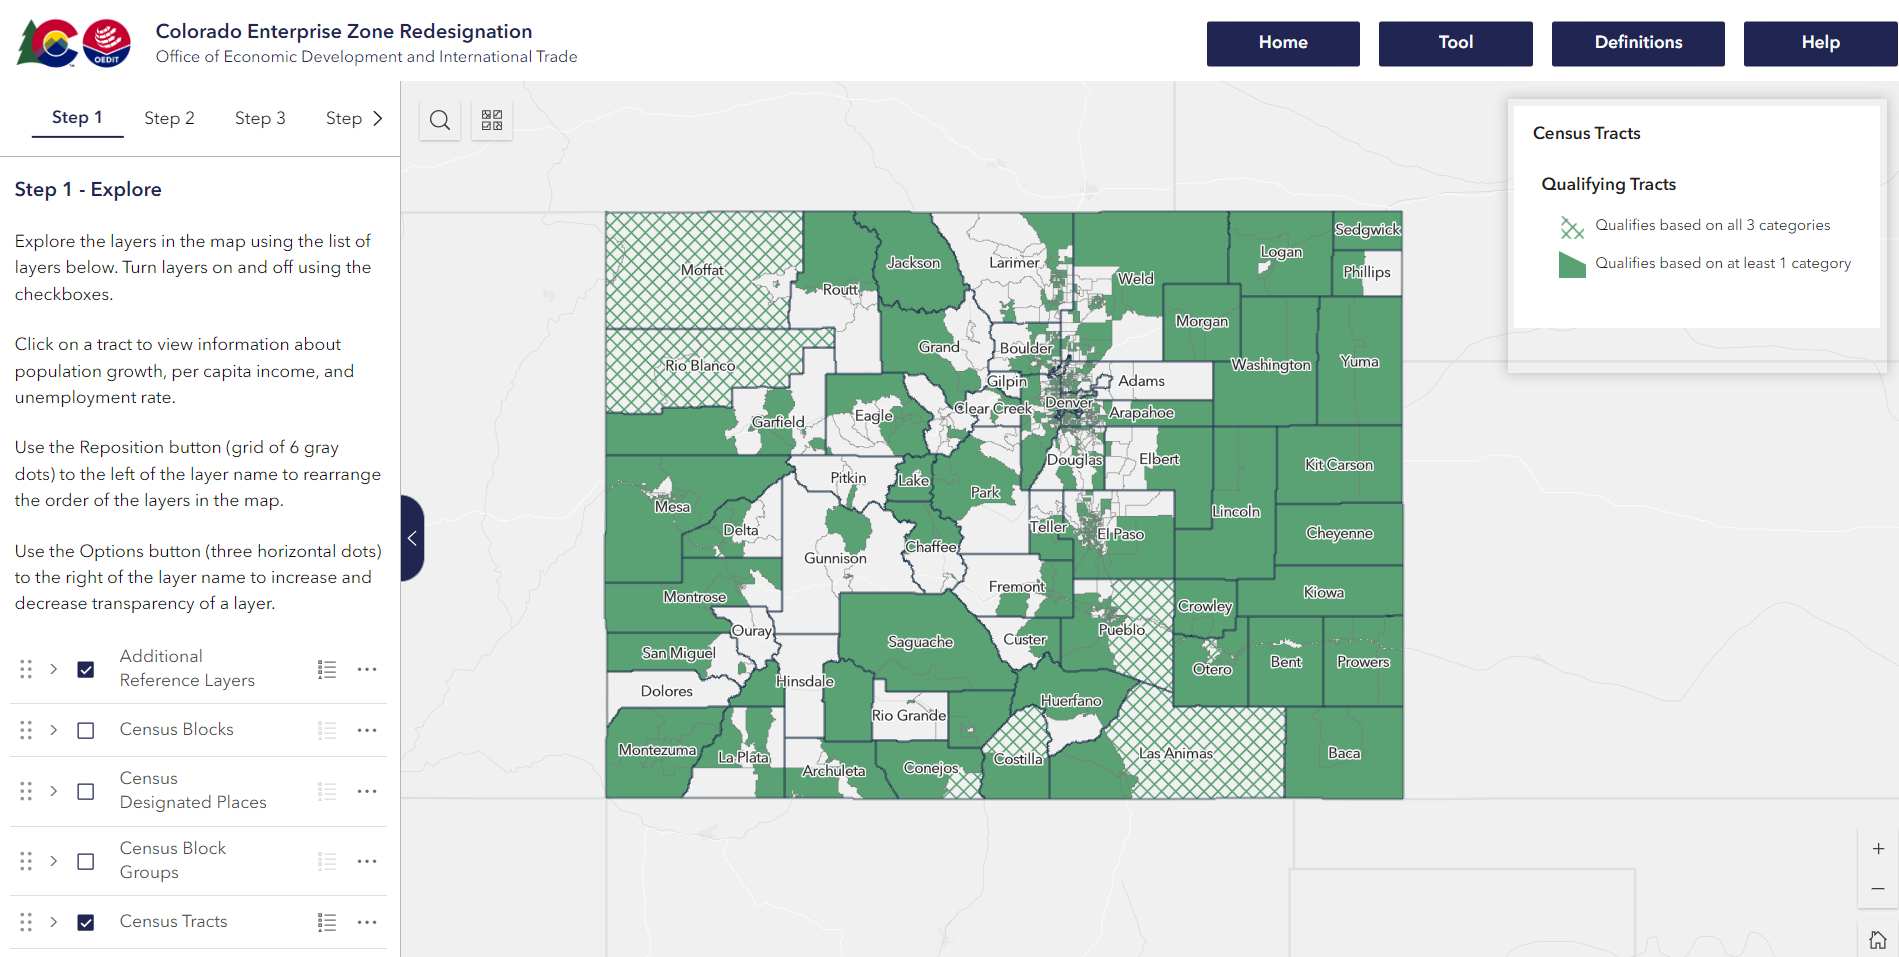 OEDIT
Colorado Enterprise Zone Redesignation
Office of Economic Development and International Trade
Home
Tool
Definitions
Help
Step 1
Step 2
Step 3
Step
Step 1 - Explore
Explore the layers in the map using the list of
layers below. Turn layers on and off using the
checkboxes.
Click on a tract to view information about
population growth, per capita income, and
unemployment rate.
Use the Reposition button (grid of 6 gray
dots) to the left of the layer name to rearrange
the order of the layers in the map.
Use the Options button (three horizontal dots)
to the right of the layer name to increase and
decrease transparency of a layer.
Additional
Reference Layers
Census Blocks
Census
Designated Places
Census Block
Groups
Census Tracts
Census Tracts
Qualifying Tracts
Qualifies based on all 3 categories
Qualifies based on at least 1 category
Sedgwick
Logan
Jackson
Larimer
Moffat
Phillips
Weld
Routt
Morgan
Grand
Boulder
Yuma
Rio Blanco
Washington
Gilpin
Adams
Denver
Clear Creek
Arapahoe
Eagle
Garfield
Douglas
Elbert
Kit Carson
Pitkin
Lake
Park
Mesa
Lincoln
Teller
Delta
El Paso
Cheyenne
Chaffee
Gunnison
Fremont
Kiowa
Montrose
Crowley
Ouray
Pueblo
Custer
Saguache
San Miguel
Bent
Prowers
Otero
Hinsdale
Dolores
Huerfano
Rio Grande
Montezuma
La Plata
Costilla
Las Animas
Baca
Conejos
Archuleta